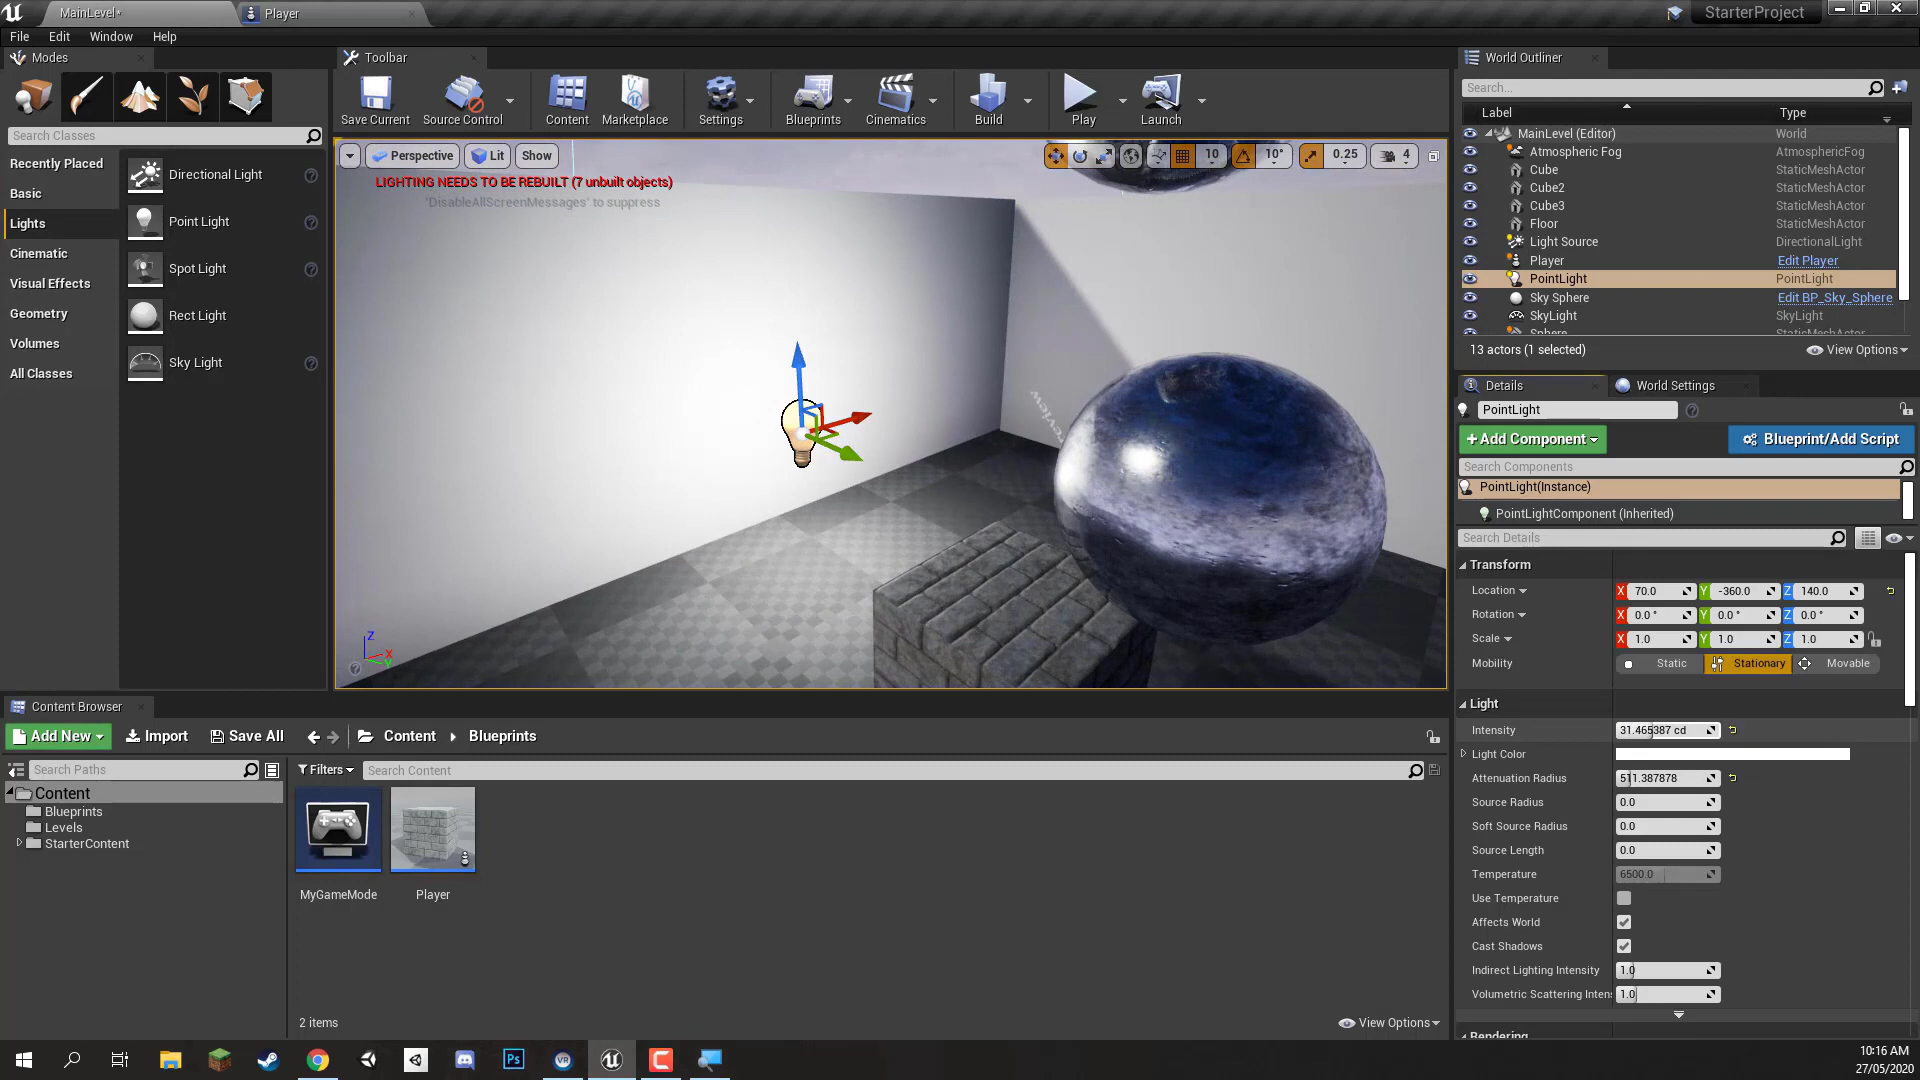 MainLevel*
Player
StarterProject
File
Edit
Window
Help
Modes
Toolbar
World Outliner
Search Classes
Save Current
Source Control
Content
Marketplace
Settings
Blueprints
Cinematics
Build
Play
Launch
Search...
Label
Type
Recently Placed
Basic
Lights
Cinematic
Visual Effects
Geometry
Volumes
All Classes
Directional Light
Point Light
Spot Light
Rect Light
Sky Light
Perspective
Lit
Show
10
10°
0.25
4
LIGHTING NEEDS TO BE REBUILT (7 unbuilt objects)
'DisableAllScreenMessages' to suppress
Preview
Z
X
Y
MainLevel (Editor) World
Atmospheric Fog AtmosphericFog
Cube StaticMeshActor
Cube2 StaticMeshActor
Cube3 StaticMeshActor
Floor StaticMeshActor
Light Source DirectionalLight
Player Edit Player
PointLight PointLight
Sky Sphere Edit BP_Sky_Sphere
SkyLight SkyLight
Sphere StaticMeshActor
13 actors (1 selected)
View Options
Details
World Settings
PointLight
+Add Component
Blueprint/Add Script
Search Components
PointLight(Instance)
PointLightComponent (Inherited)
Search Details
Transform
Location X 70.0 Y -360.0 Z 140.0
Rotation X 0.0 ° Y 0.0 ° Z 0.0 °
Scale X 1.0 Y 1.0 Z 1.0
Mobility Static Stationary Movable
Light
Intensity 31.465387 cd
Light Color
Attenuation Radius 511.387878
Source Radius 0.0
Soft Source Radius 0.0
Source Length 0.0
Temperature 6500.0
Use Temperature
Affects World
Cast Shadows
Indirect Lighting Intensity 1.0
Volumetric Scattering Inten 1.0
Rendering
Content Browser
Add New
Import
Save All
Content
Blueprints
Search Paths
Filters
Search Content
Content
Blueprints
Levels
StarterContent
MyGameMode
Player
2 items
View Options
Ps
VR
10:16 AM
27/05/2020